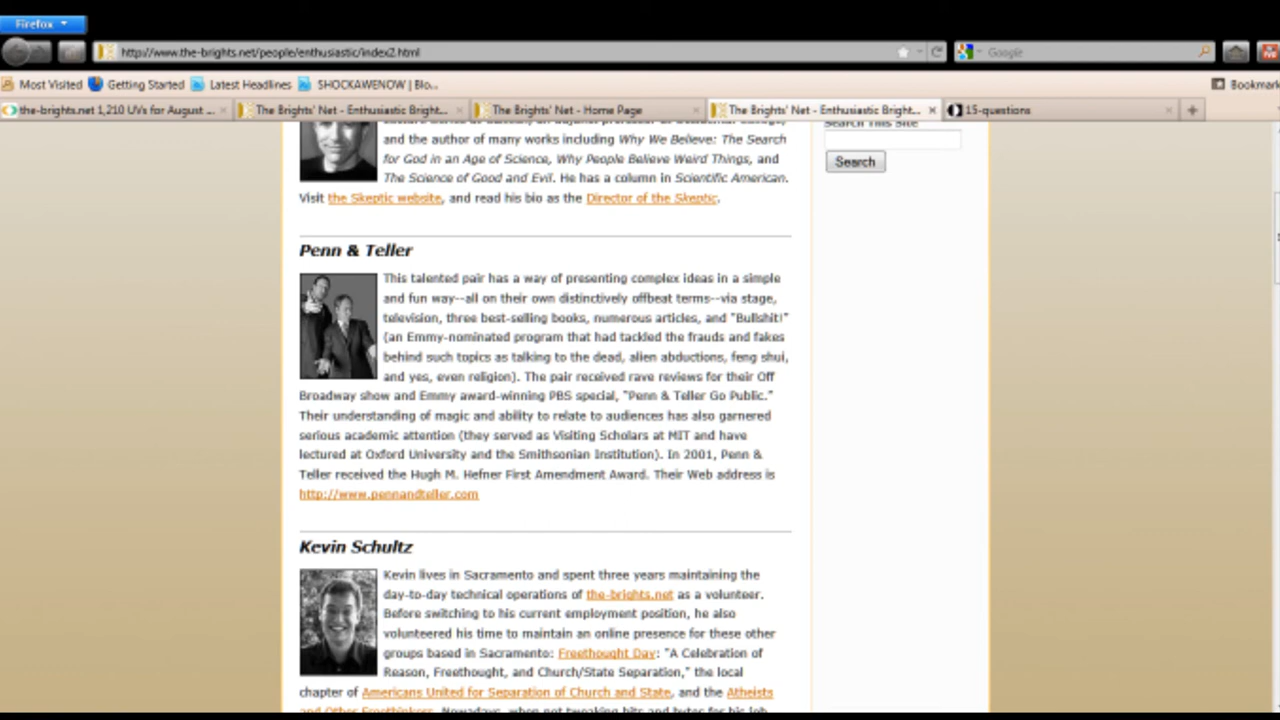 Firefox
http://www.the-brights.net/people/enthusiastic/index2.html
Google
Most Visited Getting Started Latest Headlines SHOCKAWENOW | Blo...
Bookmark
the-brights.net 1,210 UVs for August ... The Brights' Net - Enthusiastic Bright... The Brights' Net - Home Page The Brights' Net - Enthusiastic Bright... 15-questions
Search This Site
and the author of many works including Why We Believe: The Search
for God in an Age of Science, Why People Believe Weird Things, and
The Science of Good and Evil. He has a column in Scientific American.
Visit the Skeptic website, and read his bio as the Director of the Skeptic.
Search
Penn & Teller
This talented pair has a way of presenting complex ideas in a simple
and fun way--all on their own distinctively offbeat terms--via stage,
television, three best-selling books, numerous articles, and "Bullshit!"
(an Emmy-nominated program that had tackled the frauds and fakes
behind such topics as talking to the dead, alien abductions, feng shui,
and yes, even religion). The pair received rave reviews for their Off
Broadway show and Emmy award-winning PBS special, "Penn & Teller Go Public."
Their understanding of magic and ability to relate to audiences has also garnered
serious academic attention (they served as Visiting Scholars at MIT and have
lectured at Oxford University and the Smithsonian Institution). In 2001, Penn &
Teller received the Hugh M. Hefner First Amendment Award. Their Web address is
http://www.pennandteller.com
Kevin Schultz
Kevin lives in Sacramento and spent three years maintaining the
day-to-day technical operations of the-brights.net as a volunteer.
Before switching to his current employment position, he also
volunteered his time to maintain an online presence for these other
groups based in Sacramento: Freethought Day: "A Celebration of
Reason, Freethought, and Church/State Separation," the local
chapter of Americans United for Separation of Church and State, and the Atheists
and Other Freethinkers. Nowadays, when not tweaking bits and bytes for his job